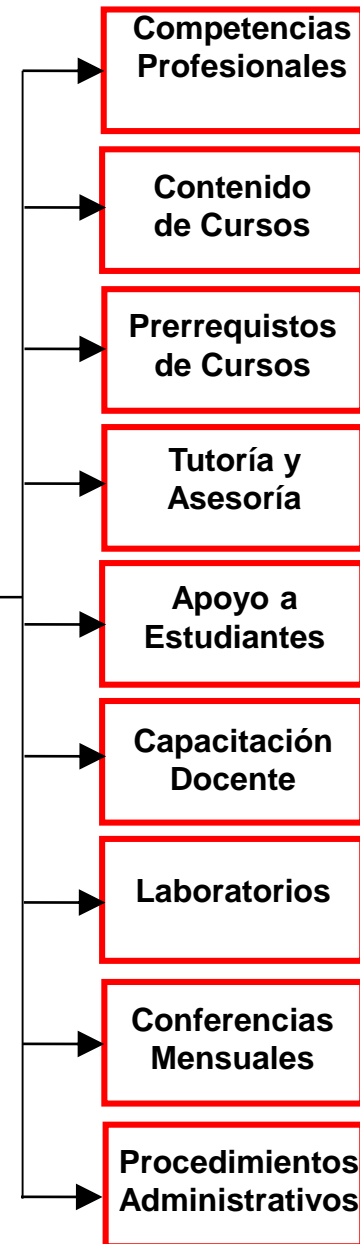 Competencias
Profesionales
Contenido
de Cursos
Prerrequistos
de Cursos
Tutoría y
Asesoría
Apoyo a
Estudiantes
Capacitación
Docente
Laboratorios
Conferencias
Mensuales
Procedimientos
Administrativos